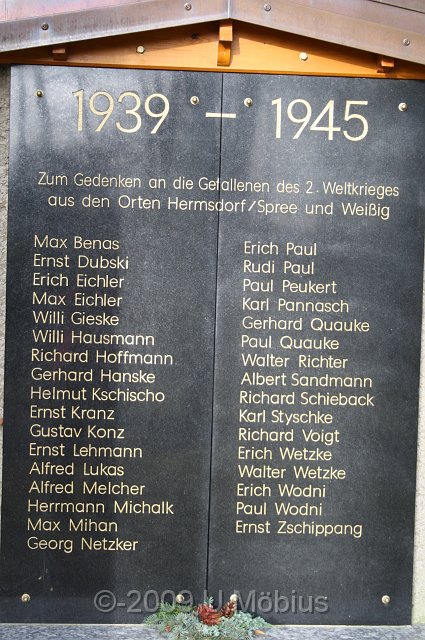 1939 – 1945
Zum Gedenken an die Gefallenen des 2. Weltkrieges
aus den Orten Hermsdorf/Spree und Weißig
Max Benas
Ernst Dubski
Erich Eichler
Max Eichler
Willi Gieske
Willi Hausmann
Richard Hoffmann
Gerhard Hanske
Helmut Kschischo
Ernst Kranz
Gustav Konz
Ernst Lehmann
Alfred Lukas
Alfred Melcher
Herrmann Michalk
Max Mihan
Georg Netzker
Erich Paul
Rudi Paul
Paul Peukert
Karl Pannasch
Gerhard Quauke
Paul Quauke
Walter Richter
Albert Sandmann
Richard Schieback
Karl Styschke
Richard Voigt
Erich Wetzke
Walter Wetzke
Erich Wodni
Paul Wodni
Ernst Zschippang
©-2009 U.Möbius